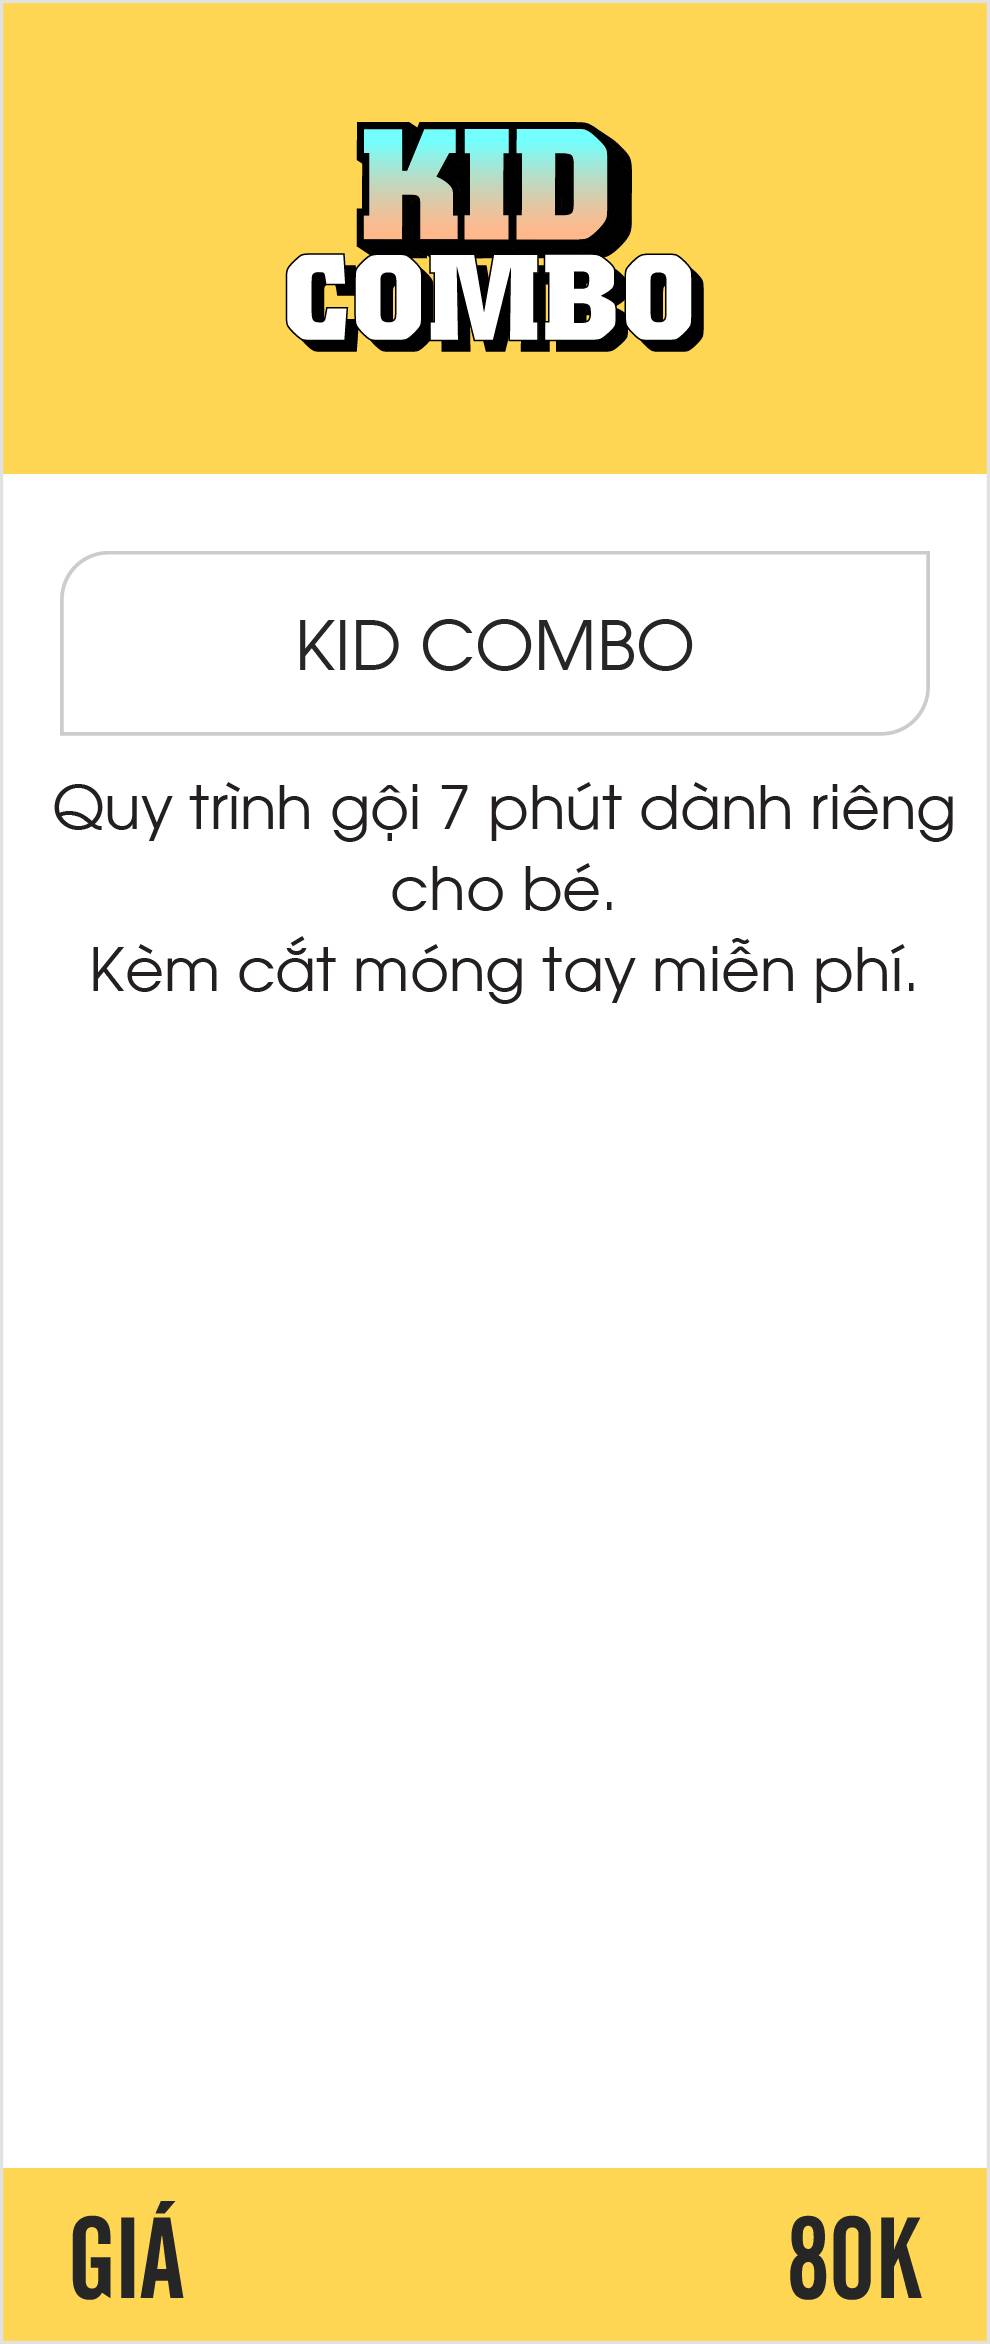 KID
COMBO
KID COMBO
Quy trình gội 7 phút dành riêng
cho bé.
Kèm cắt móng tay miễn phí.
GIÁ 80K